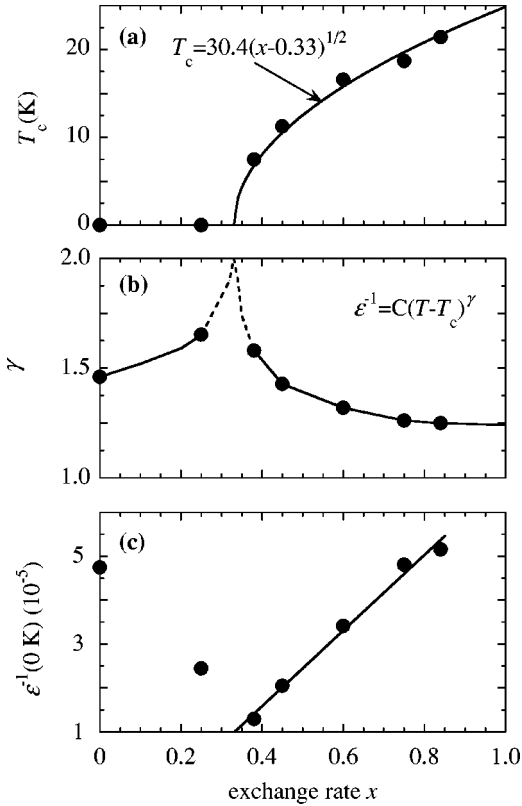 (a)
T_c=30.4(x-0.33)^{1/2}
T_c(K)
20
10
0
(b)
ε^{-1}=C(T-T_c)^γ
γ
2.0
1.5
1.0
(c)
ε^{-1}(0 K) (10^{-5})
5
3
1
0 0.2 0.4 0.6 0.8 1.0
exchange rate x